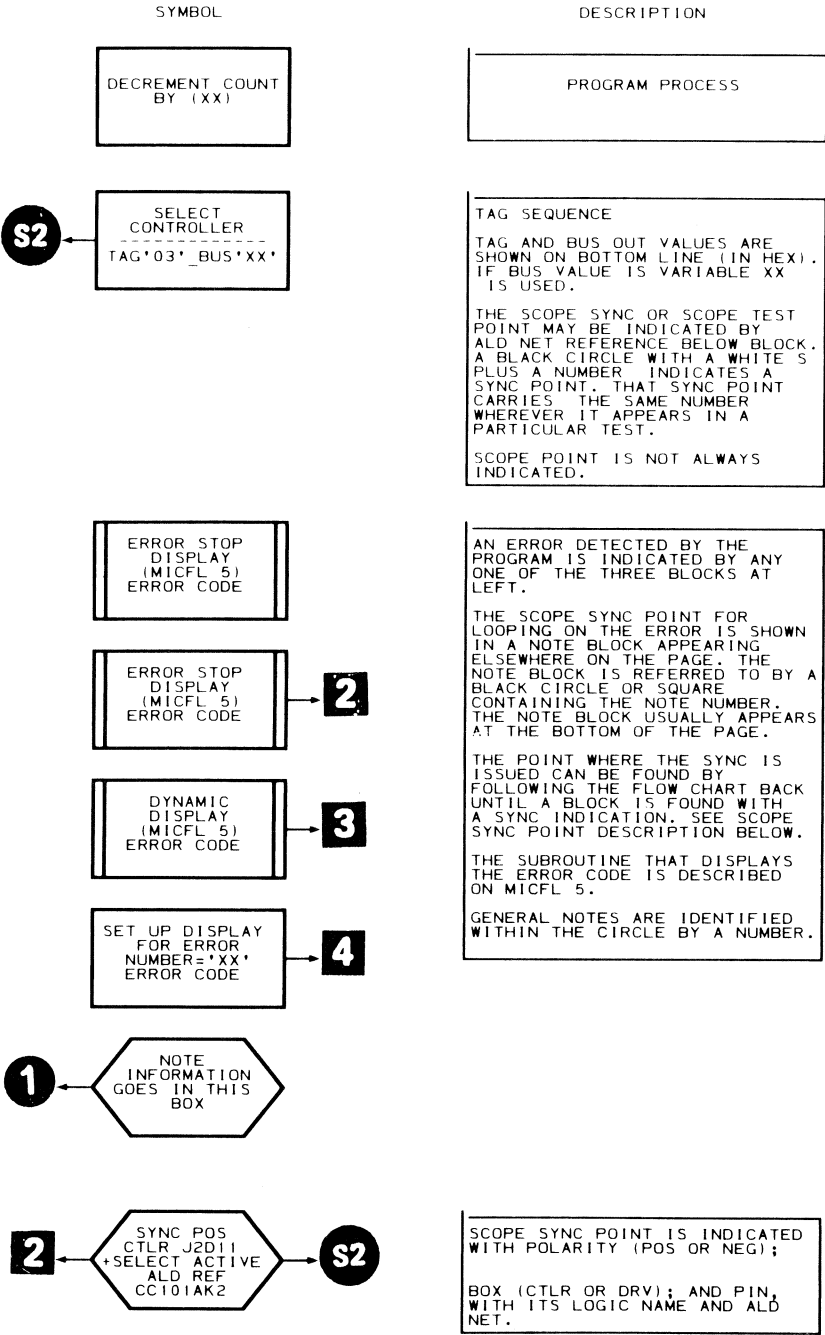 SYMBOL
DESCRIPTION
DECREMENT COUNT
BY (XX)
PROGRAM PROCESS
S2
SELECT
CONTROLLER
--------------
TAG'03'_BUS'XX'
TAG SEQUENCE
TAG AND BUS OUT VALUES ARE
SHOWN ON BOTTOM LINE (IN HEX).
IF BUS VALUE IS VARIABLE XX
IS USED.
THE SCOPE SYNC OR SCOPE TEST
POINT MAY BE INDICATED BY
ALD NET REFERENCE BELOW BLOCK.
A BLACK CIRCLE WITH A WHITE S
PLUS A NUMBER INDICATES A
SYNC POINT. THAT SYNC POINT
CARRIES THE SAME NUMBER
WHEREVER IT APPEARS IN A
PARTICULAR TEST.
SCOPE POINT IS NOT ALWAYS
INDICATED.
ERROR STOP
DISPLAY
(MICFL 5)
ERROR CODE
ERROR STOP
DISPLAY
(MICFL 5)
ERROR CODE
2
DYNAMIC
DISPLAY
(MICFL 5)
ERROR CODE
3
SET UP DISPLAY
FOR ERROR
NUMBER='XX'
ERROR CODE
4
AN ERROR DETECTED BY THE
PROGRAM IS INDICATED BY ANY
ONE OF THE THREE BLOCKS AT
LEFT.
THE SCOPE SYNC POINT FOR
LOOPING ON THE ERROR IS SHOWN
IN A NOTE BLOCK APPEARING
ELSEWHERE ON THE PAGE. THE
NOTE BLOCK IS REFERRED TO BY A
BLACK CIRCLE OR SQUARE
CONTAINING THE NOTE NUMBER.
THE NOTE BLOCK USUALLY APPEARS
AT THE BOTTOM OF THE PAGE.
THE POINT WHERE THE SYNC IS
ISSUED CAN BE FOUND BY
FOLLOWING THE FLOW CHART BACK
UNTIL A BLOCK IS FOUND WITH
A SYNC INDICATION. SEE SCOPE
SYNC POINT DESCRIPTION BELOW.
THE SUBROUTINE THAT DISPLAYS
THE ERROR CODE IS DESCRIBED
ON MICFL 5.
GENERAL NOTES ARE IDENTIFIED
WITHIN THE CIRCLE BY A NUMBER.
1
NOTE
INFORMATION
GOES IN THIS
BOX
2
SYNC POS
CTLR J2D11
+SELECT ACTIVE
ALD REF
CC101AK2
S2
SCOPE SYNC POINT IS INDICATED
WITH POLARITY (POS OR NEG);
BOX (CTLR OR DRV); AND PIN,
WITH ITS LOGIC NAME AND ALD
NET.